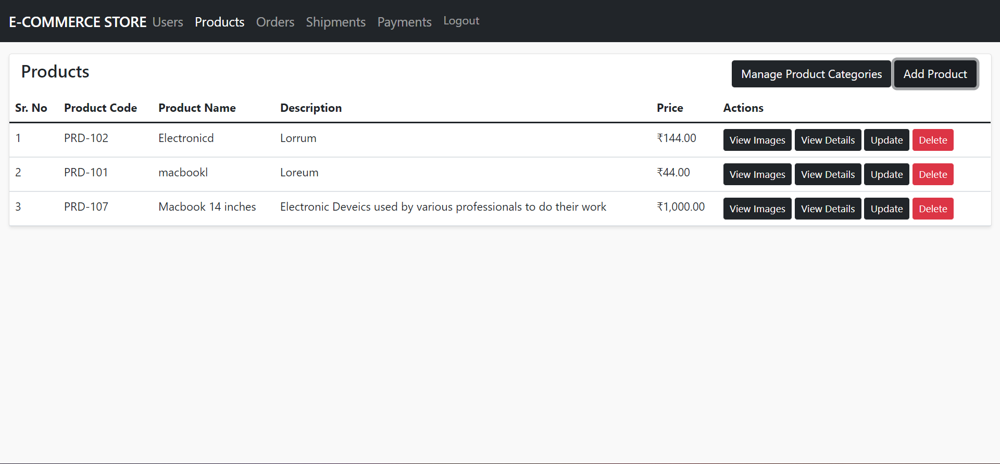 E-COMMERCE STORE Users Products Orders Shipments Payments Logout
Products Manage Product Categories Add Product
Sr. No Product Code Product Name Description Price Actions
1 PRD-102 Electronicd Lorrum ₹144.00 View Images View Details Update Delete
2 PRD-101 macbookl Loreum ₹44.00 View Images View Details Update Delete
3 PRD-107 Macbook 14 inches Electronic Deveics used by various professionals to do their work ₹1,000.00 View Images View Details Update Delete